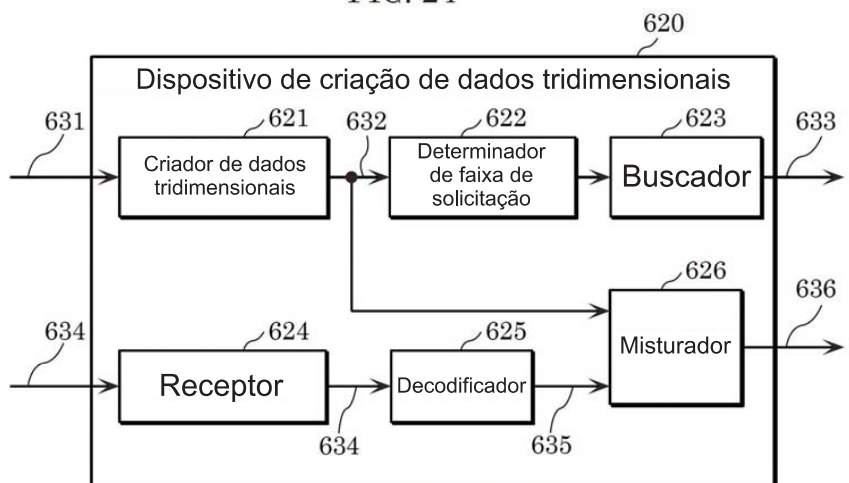 620
Dispositivo de criação de dados tridimensionais
631
621
632
622
623
633
Criador de dados
tridimensionais
Determinador
de faixa de
solicitação
Buscador
626
636
634
624
625
Misturador
Receptor
Decodificador
634
635